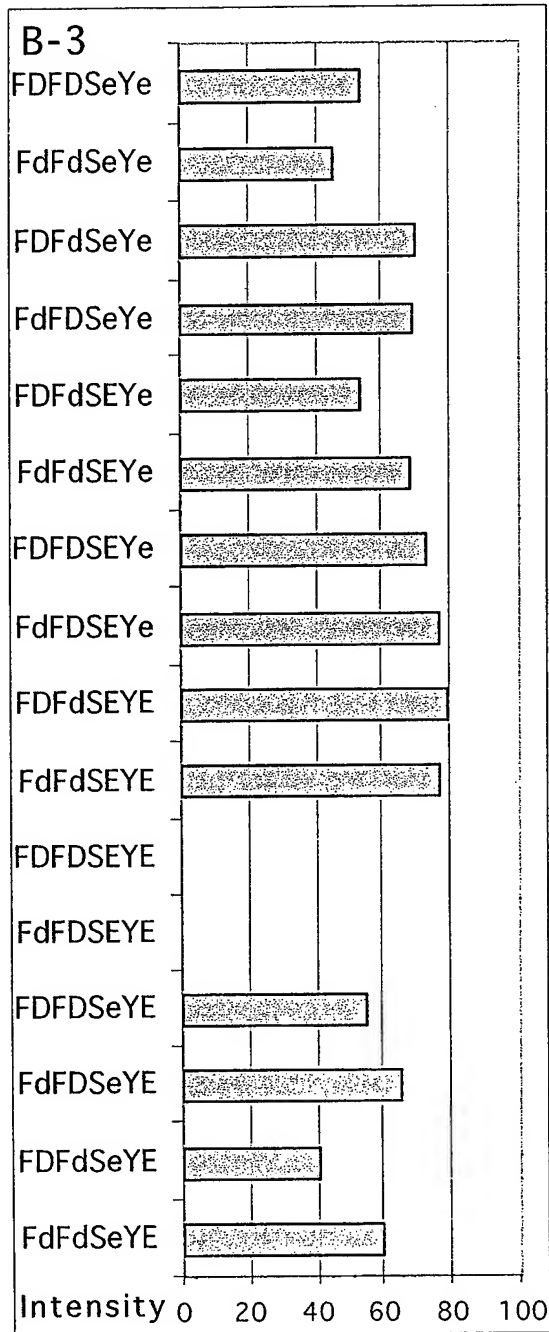 B-3
FDFDSeYe
FdFdSeYe
FDFdSeYe
FdFDSeYe
FDFdSEYe
FdFdSEYe
FDFDSEYe
FdFDSEYe
FDFdSEYE
FdFdSEYE
FDFDSEYE
FdFDSEYE
FDFDSeYE
FdFDSeYE
FDFdSeYE
FdFdSeYE
Intensity 0 20 40 60 80 100